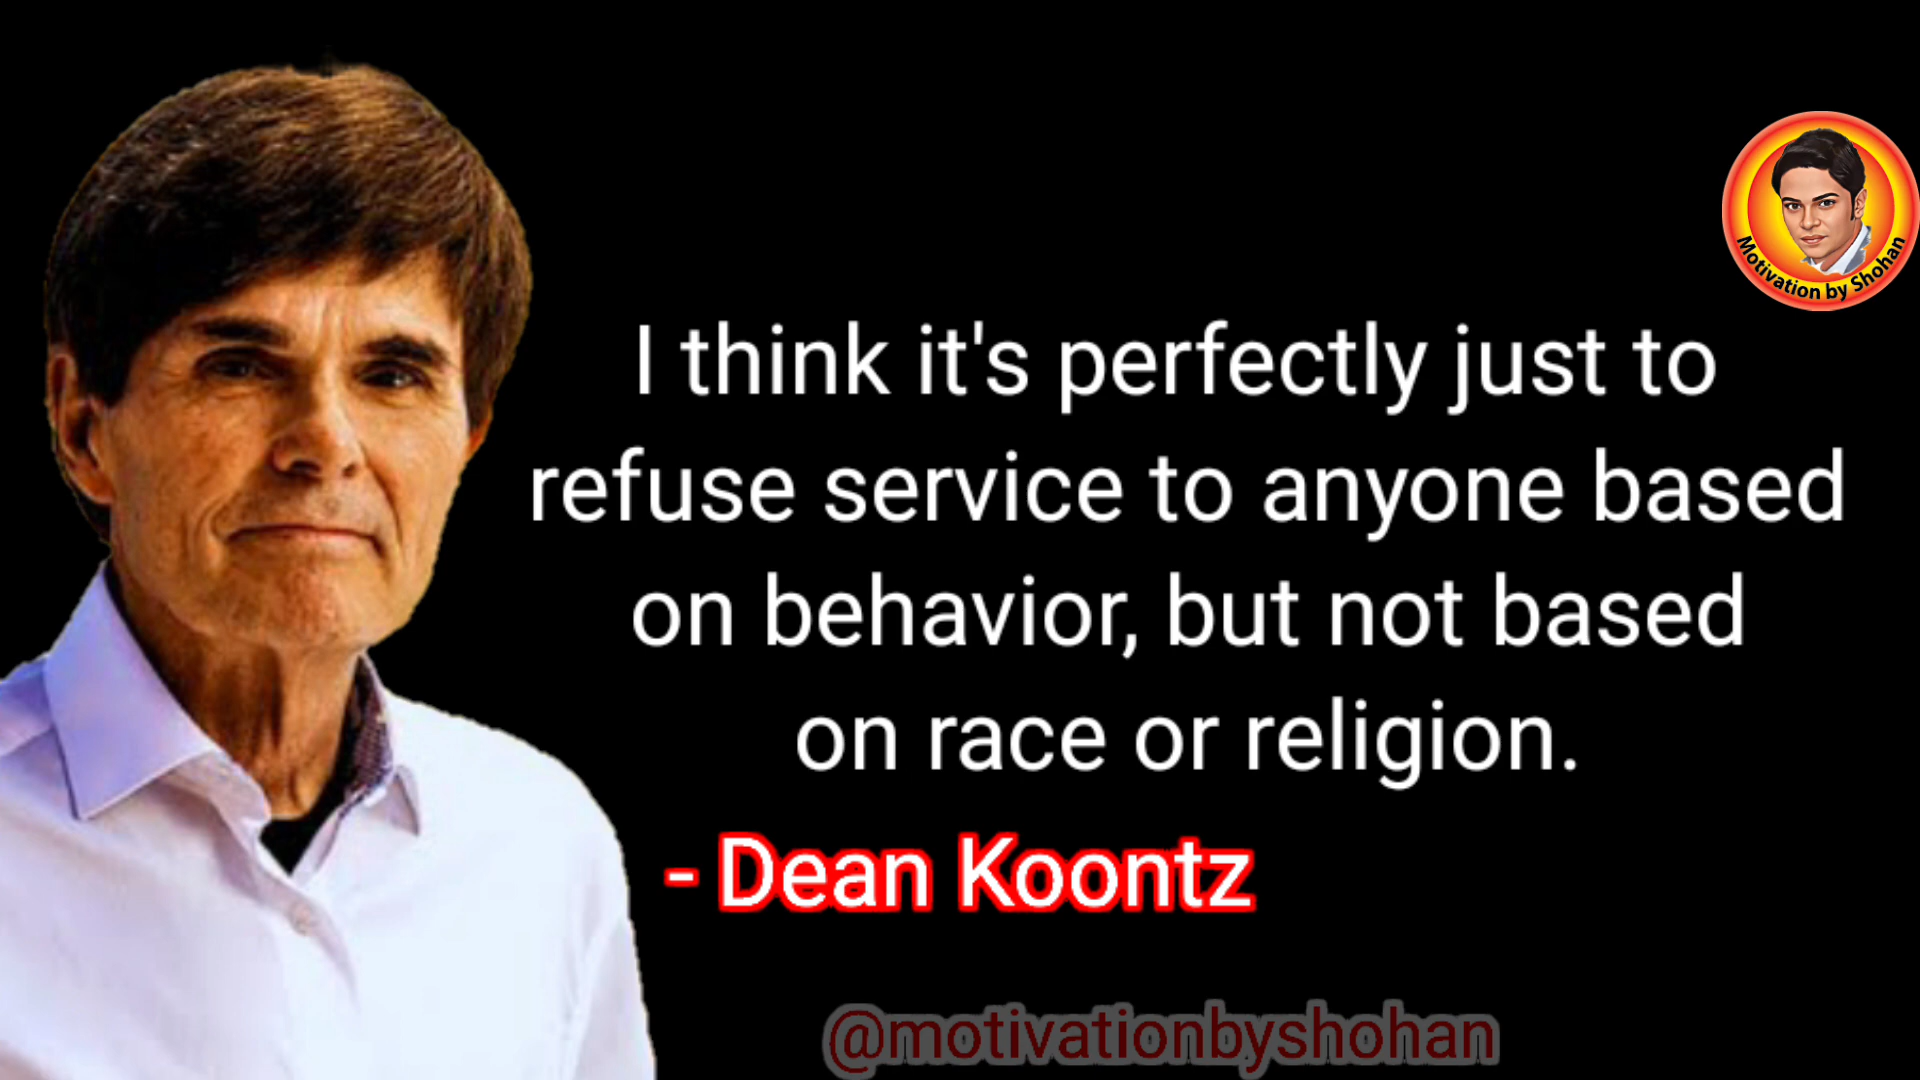 Motivation by Shohan
I think it's perfectly just to
refuse service to anyone based
on behavior, but not based
on race or religion.
- Dean Koontz
@motivationbyshohan